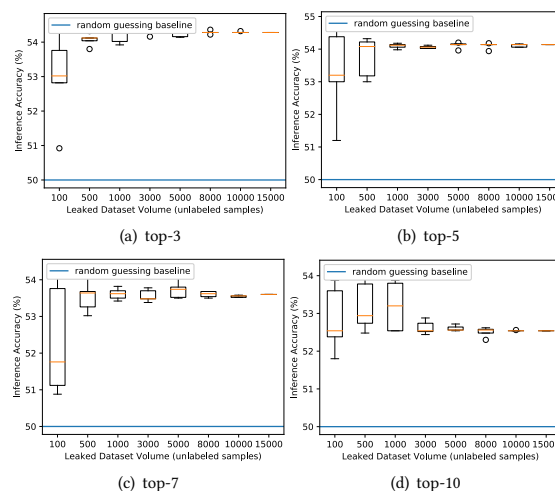 random guessing baseline
Inference Accuracy (%)
54
53
52
51
50
100 500 1000 3000 5000 8000 10000 15000
Leaked Dataset Volume (unlabeled samples)
(a) top-3
random guessing baseline
Inference Accuracy (%)
54
53
52
51
50
100 500 1000 3000 5000 8000 10000 1500
Leaked Dataset Volume (unlabeled samples)
(b) top-5
random guessing baseline
Inference Accuracy (%)
54
53
52
51
50
100 500 1000 3000 5000 8000 10000 15000
Leaked Dataset Volume (unlabeled samples)
(c) top-7
random guessing baseline
Inference Accuracy (%)
54
53
52
51
50
100 500 1000 3000 5000 8000 10000 1500
Leaked Dataset Volume (unlabeled samples)
(d) top-10